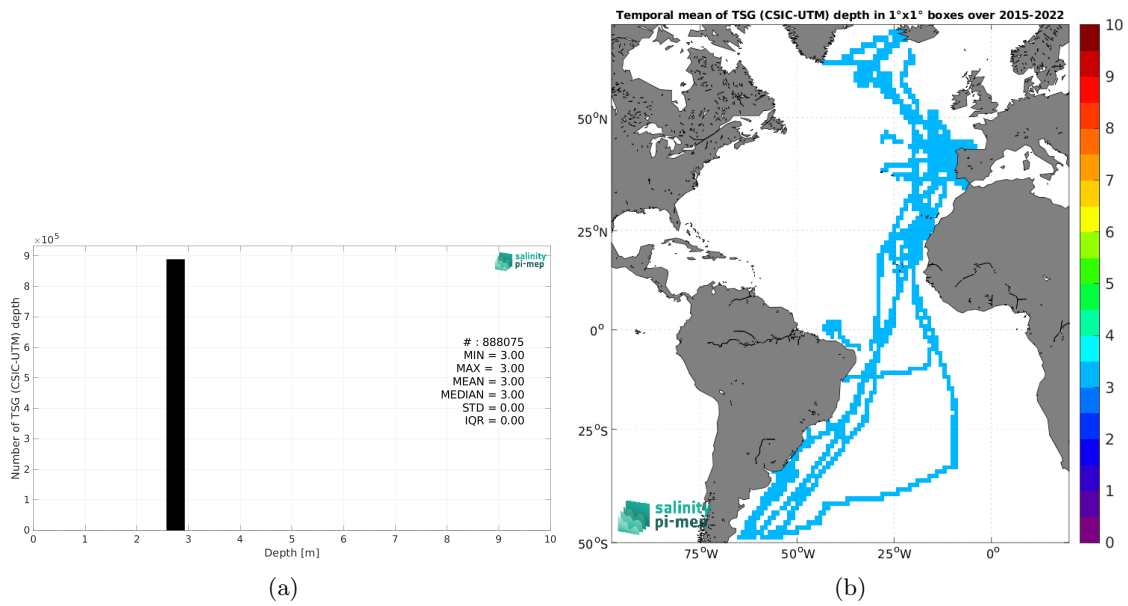 ×10⁵
9
8
7
6
5
4
3
2
1
0
Number of TSG (CSIC-UTM) depth
0 1 2 3 4 5 6 7 8 9 10
Depth [m]
salinity
pi-mep
# : 888075
MIN = 3.00
MAX = 3.00
MEAN = 3.00
MEDIAN = 3.00
STD = 0.00
IQR = 0.00
(a)
Temporal mean of TSG (CSIC-UTM) depth in 1°x1° boxes over 2015-2022
50°N
25°N
0°
25°S
50°S
75°W 50°W 25°W 0°
salinity
pi-mep
10
9
8
7
6
5
4
3
2
1
0
(b)